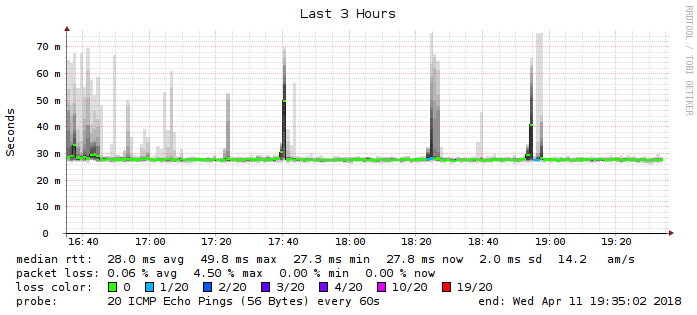 Last 3 Hours
RRDTOOL / TOBI OETIKER
Seconds
70 m
60 m
50 m
40 m
30 m
20 m
10 m
0
16:40 17:00 17:20 17:40 18:00 18:20 18:40 19:00 19:20
median rtt: 28.0 ms avg 49.8 ms max 27.3 ms min 27.8 ms now 2.0 ms sd 14.2 am/s
packet loss: 0.06 % avg 4.50 % max 0.00 % min 0.00 % now
loss color: 0 1/20 2/20 3/20 4/20 10/20 19/20
probe: 20 ICMP Echo Pings (56 Bytes) every 60s end: Wed Apr 11 19:35:02 2018